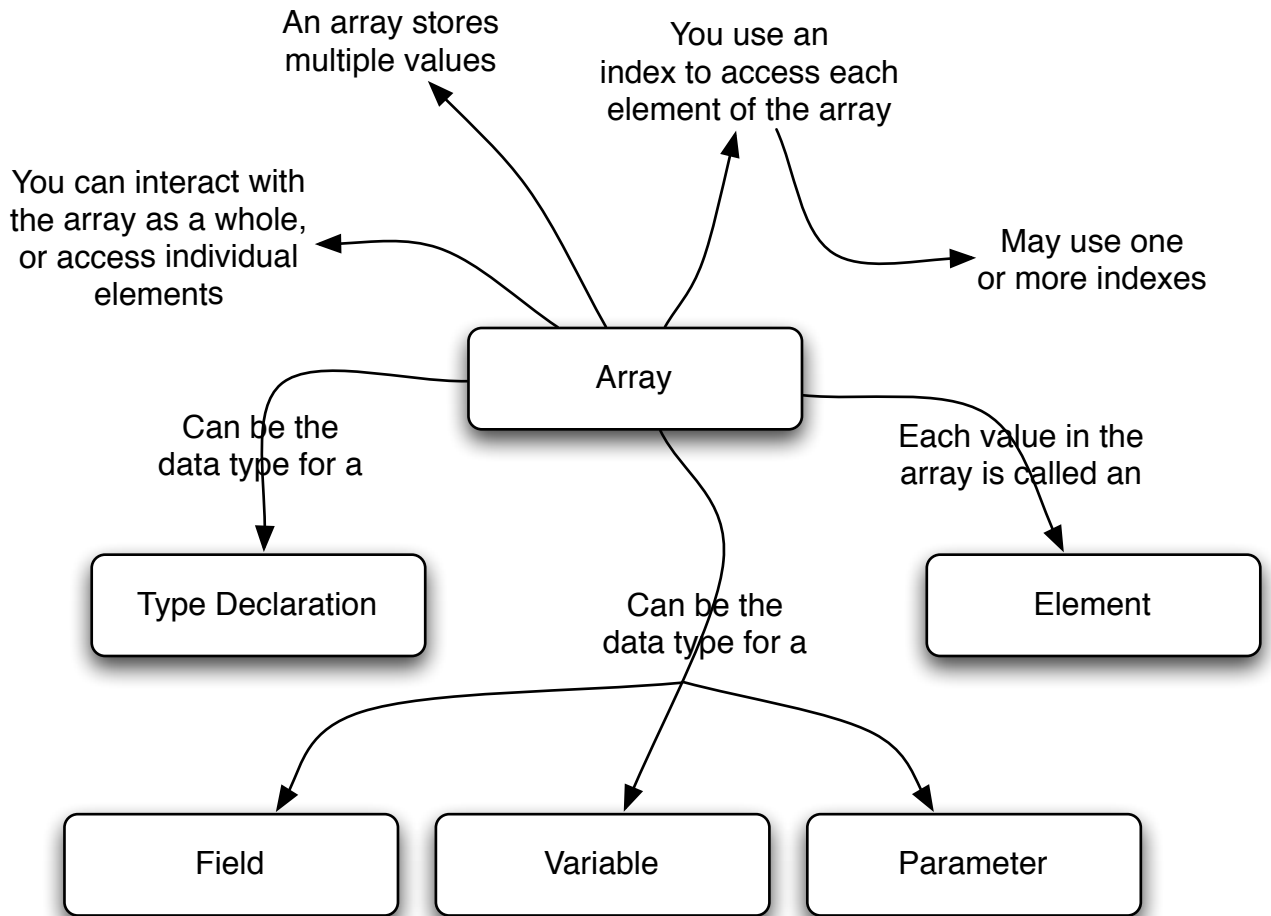 An array stores
multiple values
You use an
index to access each
element of the array
You can interact with
the array as a whole,
or access individual
elements
May use one
or more indexes
Array
Can be the
data type for a
Each value in the
array is called an
Type Declaration
Can be the
data type for a
Element
Field
Variable
Parameter